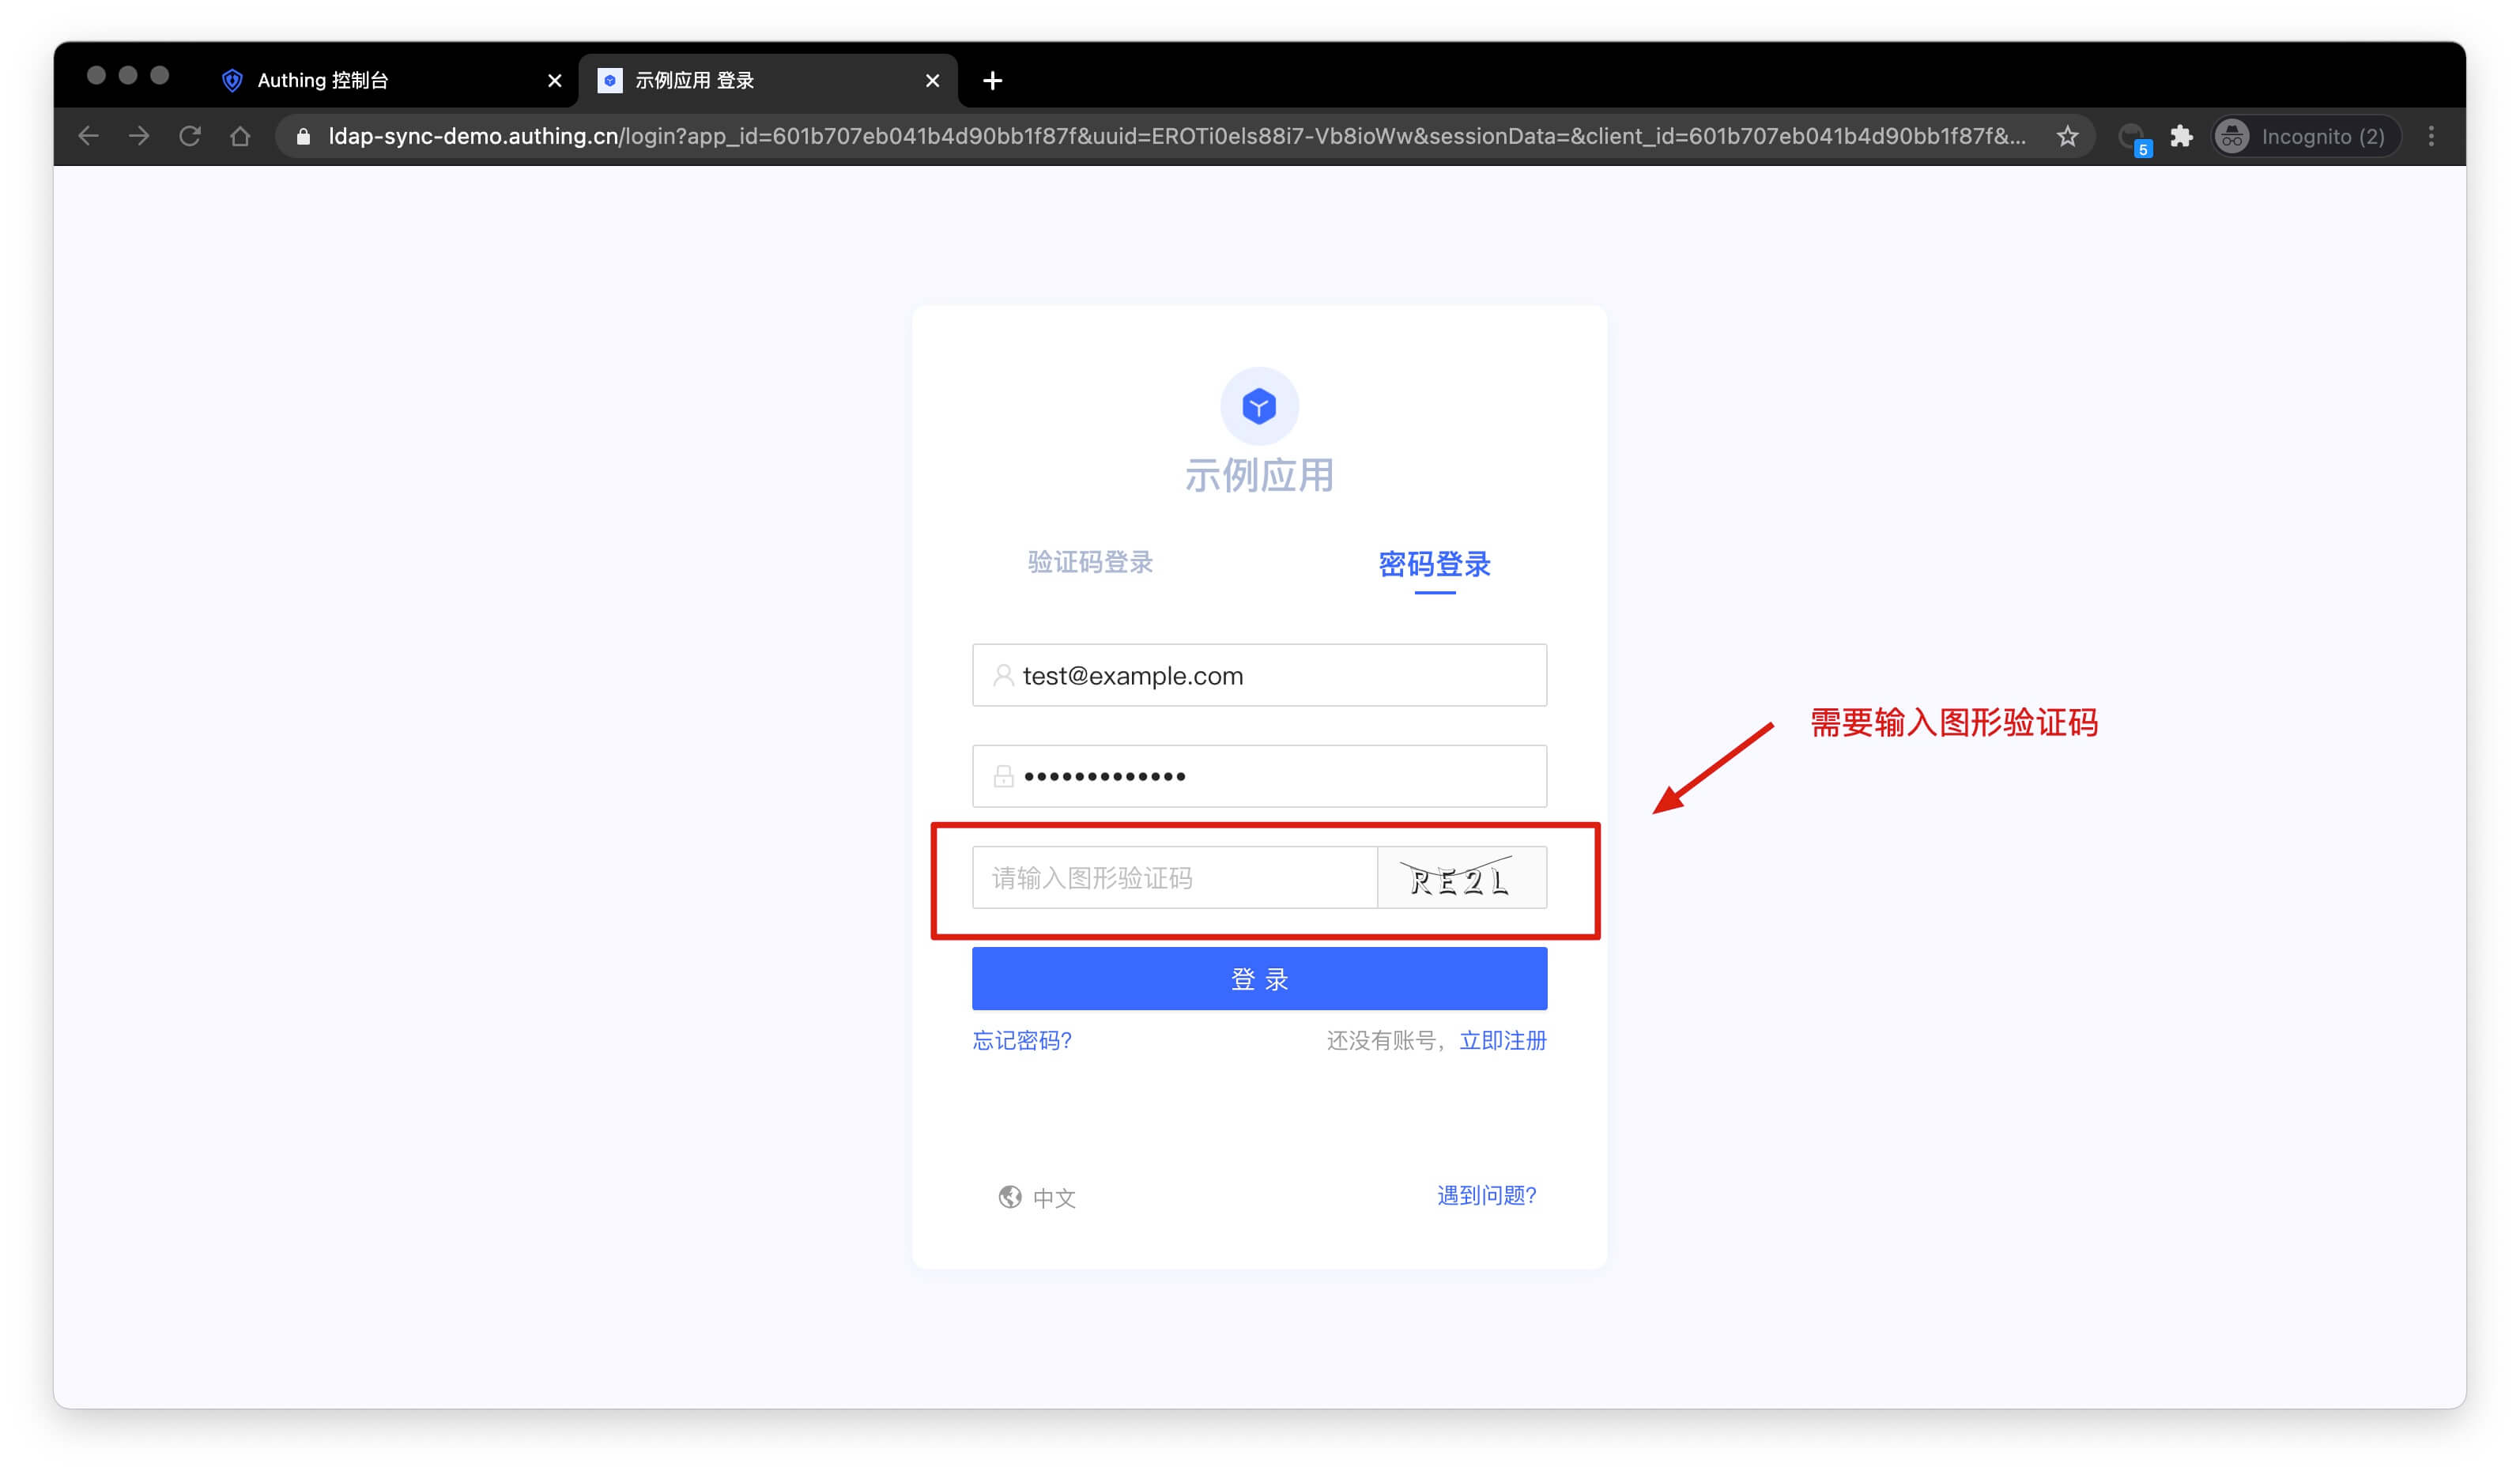 Authing 控制台
示例应用 登录
ldap-sync-demo.authing.cn/login?app_id=601b707eb041b4d90bb1f87f&uuid=EROTi0els88i7-Vb8ioWw&sessionData=&client_id=601b707eb041b4d90bb1f87f&...
5
Incognito (2)
示例应用
验证码登录 密码登录
test@example.com
需要输入图形验证码
请输入图形验证码 RE2L
登 录
忘记密码? 还没有账号，立即注册
中文 遇到问题?